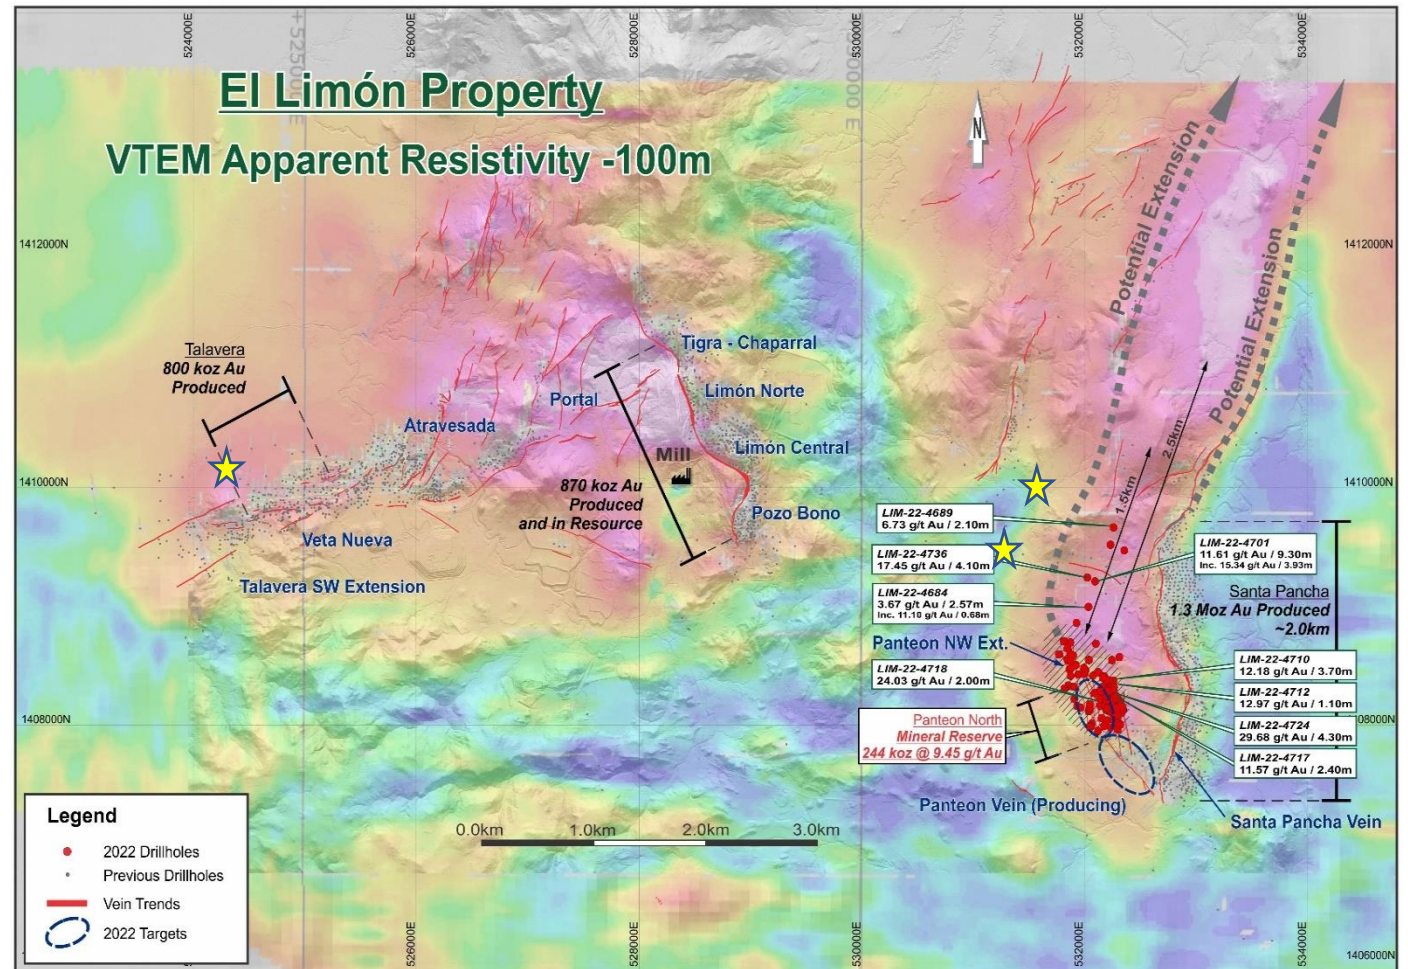 524000E
526000E
528000E
530000E
532000E
534000E
El Limón Property
VTEM Apparent Resistivity -100m
N
1412000N
1412000N
Potential Extension
Potential Extension
Talavera
800 koz Au
Produced
Tigra - Chaparral
Portal
Limón Norte
Atravesada
Limón Central
Mill
870 koz Au
Produced
and in Resource
Pozo Bono
1410000N
1410000N
Veta Nueva
Talavera SW Extension
1.5km
2.5km
LIM-22-4689
6.73 g/t Au / 2.10m
LIM-22-4736
17.45 g/t Au / 4.10m
LIM-22-4684
3.67 g/t Au / 2.57m
Inc. 11.10 g/t Au / 0.68m
LIM-22-4701
11.61 g/t Au / 9.30m
Inc. 15.34 g/t Au / 3.93m
Santa Pancha
1.3 Moz Au Produced
~2.0km
Panteon NW Ext.
LIM-22-4718
24.03 g/t Au / 2.00m
LIM-22-4710
12.18 g/t Au / 3.70m
LIM-22-4712
12.97 g/t Au / 1.10m
LIM-22-4724
29.68 g/t Au / 4.30m
LIM-22-4717
11.57 g/t Au / 2.40m
1408000N
08000N
Panteon North
Mineral Reserve
244 koz @ 9.45 g/t Au
Panteon Vein (Producing)
Santa Pancha Vein
0.0km 1.0km 2.0km 3.0km
Legend
2022 Drillholes
Previous Drillholes
Vein Trends
2022 Targets
526000E
528000E
530000E
532000E
534000E
1406000N